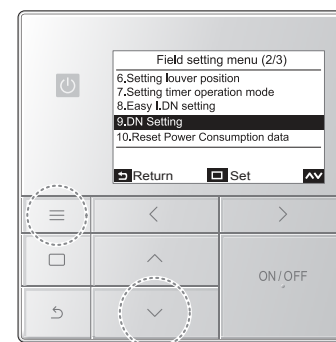 Field setting menu (2/3)
6.Setting louver position
7.Setting timer operation mode
8.Easy I.DN setting
9.DN Setting
10.Reset Power Consumption data
Return Set
ON/OFF